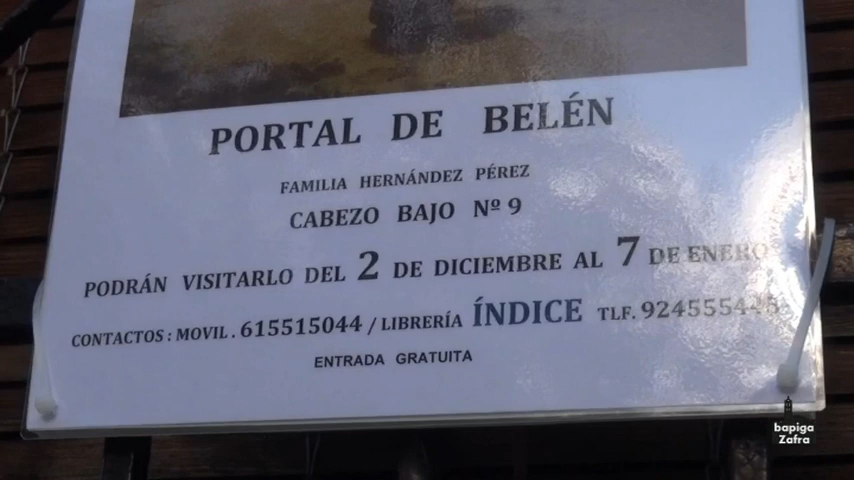 PORTAL DE BELÉN
FAMILIA HERNÁNDEZ PÉREZ
CABEZO BAJO Nº 9
PODRÁN VISITARLO DEL 2 DE DICIEMBRE AL 7 DE ENERO
CONTACTOS : MOVIL . 615515044 / LIBRERÍA ÍNDICE TLF. 924555445
ENTRADA GRATUITA
bapiga
Zafra